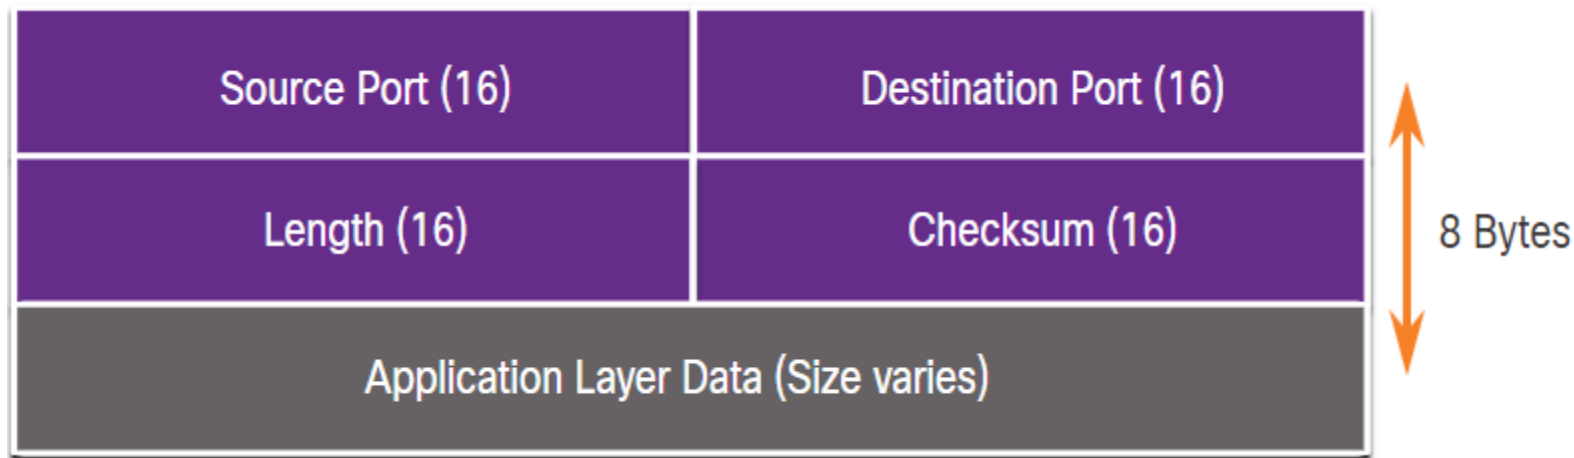 Source Port (16)
Destination Port (16)
Length (16)
Checksum (16)
8 Bytes
Application Layer Data (Size varies)